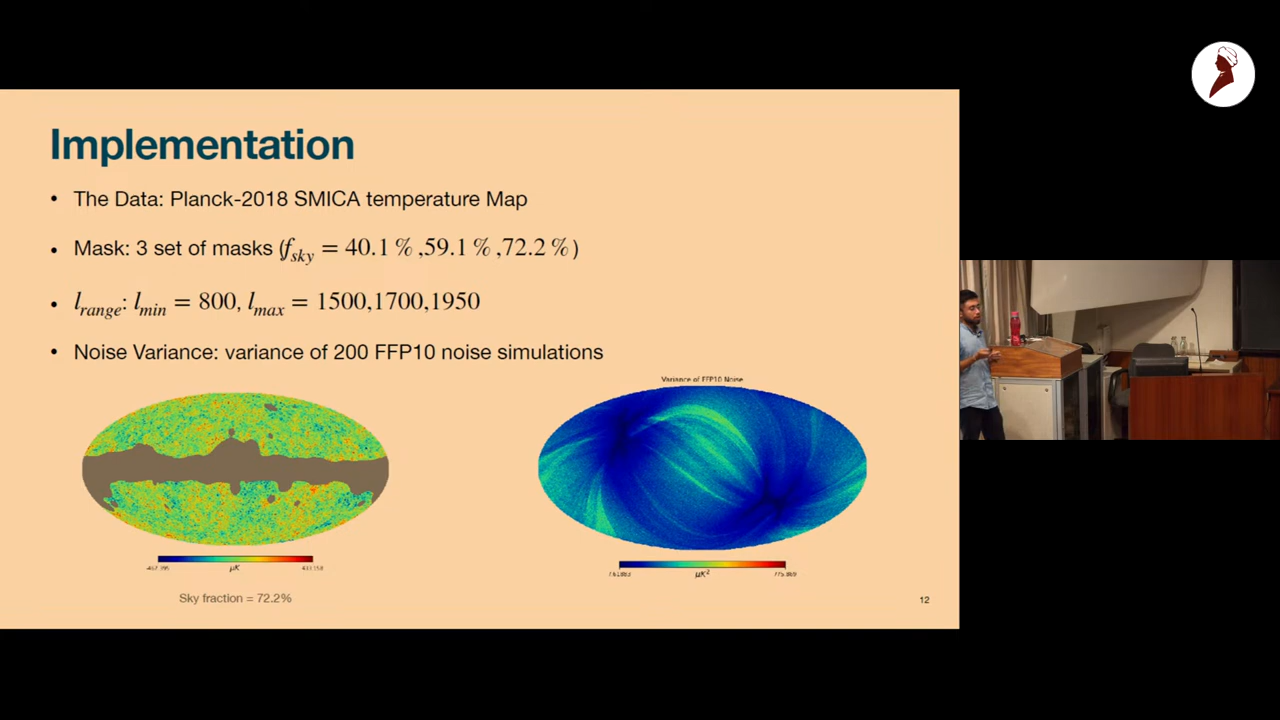 Implementation
• The Data: Planck-2018 SMICA temperature Map
• Mask: 3 set of masks (f_sky = 40.1 % ,59.1 % ,72.2 % )
• l_range: l_min = 800, l_max = 1500,1700,1950
• Noise Variance: variance of 200 FFP10 noise simulations
Variance of FFP10 Noise
μK
μK²
Sky fraction = 72.2%
12